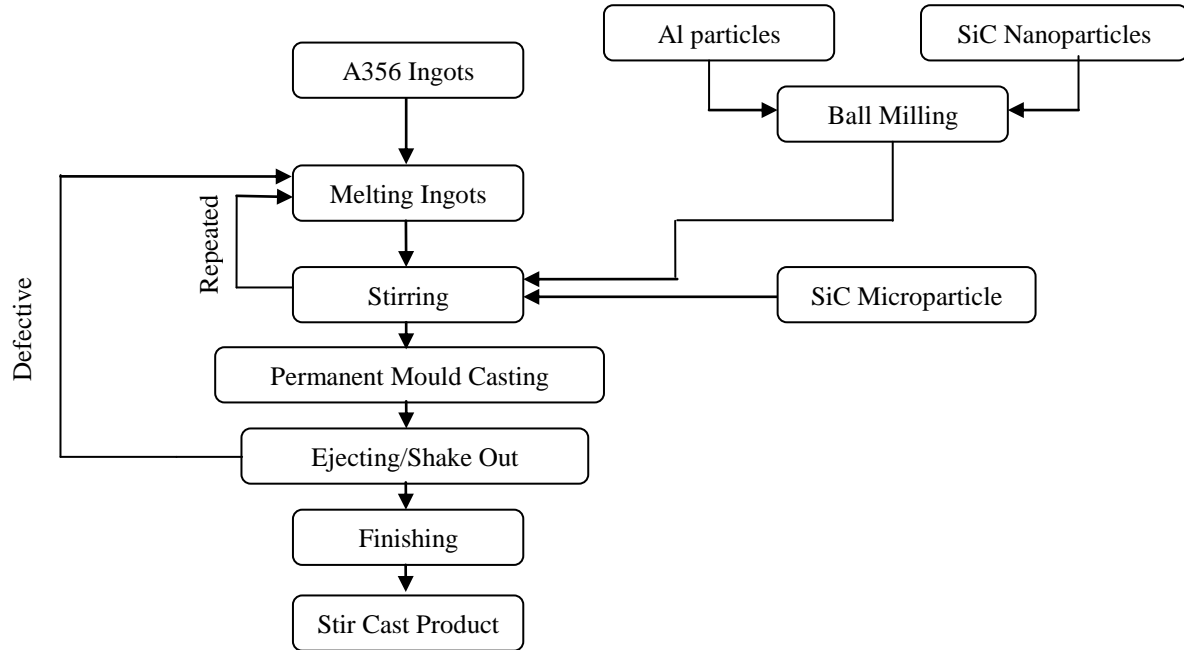 Al particles
SiC Nanoparticles
A356 Ingots
Ball Milling
Melting Ingots
Repeated
Stirring
SiC Microparticle
Defective
Permanent Mould Casting
Ejecting/Shake Out
Finishing
Stir Cast Product